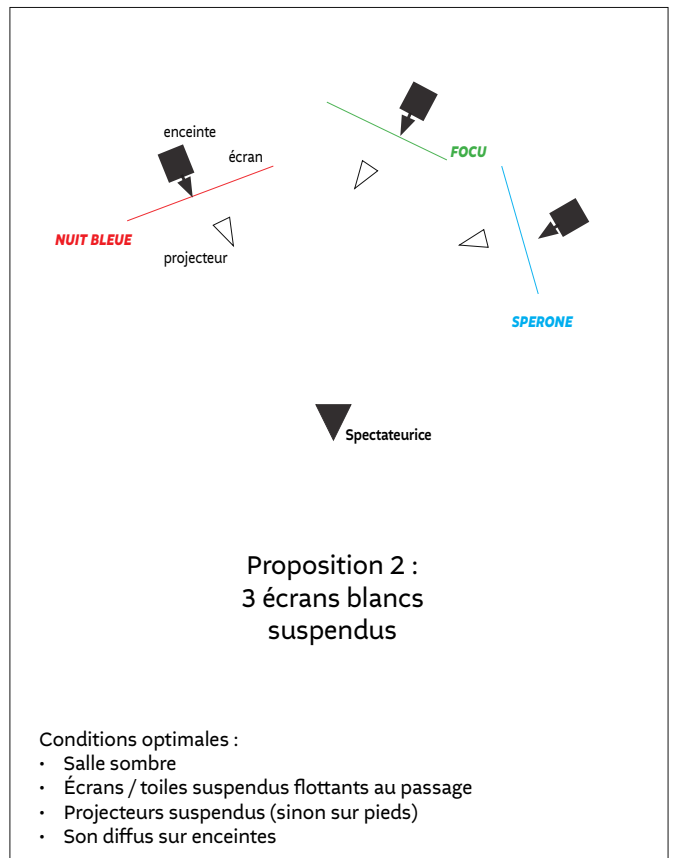 enceinte
écran
FOCU
NUIT BLEUE
projecteur
SPERONE
Spectateurice
Proposition 2 :
3 écrans blancs
suspendus
Conditions optimales :
• Salle sombre
• Écrans / toiles suspendus flottants au passage
• Projecteurs suspendus (sinon sur pieds)
• Son diffus sur enceintes